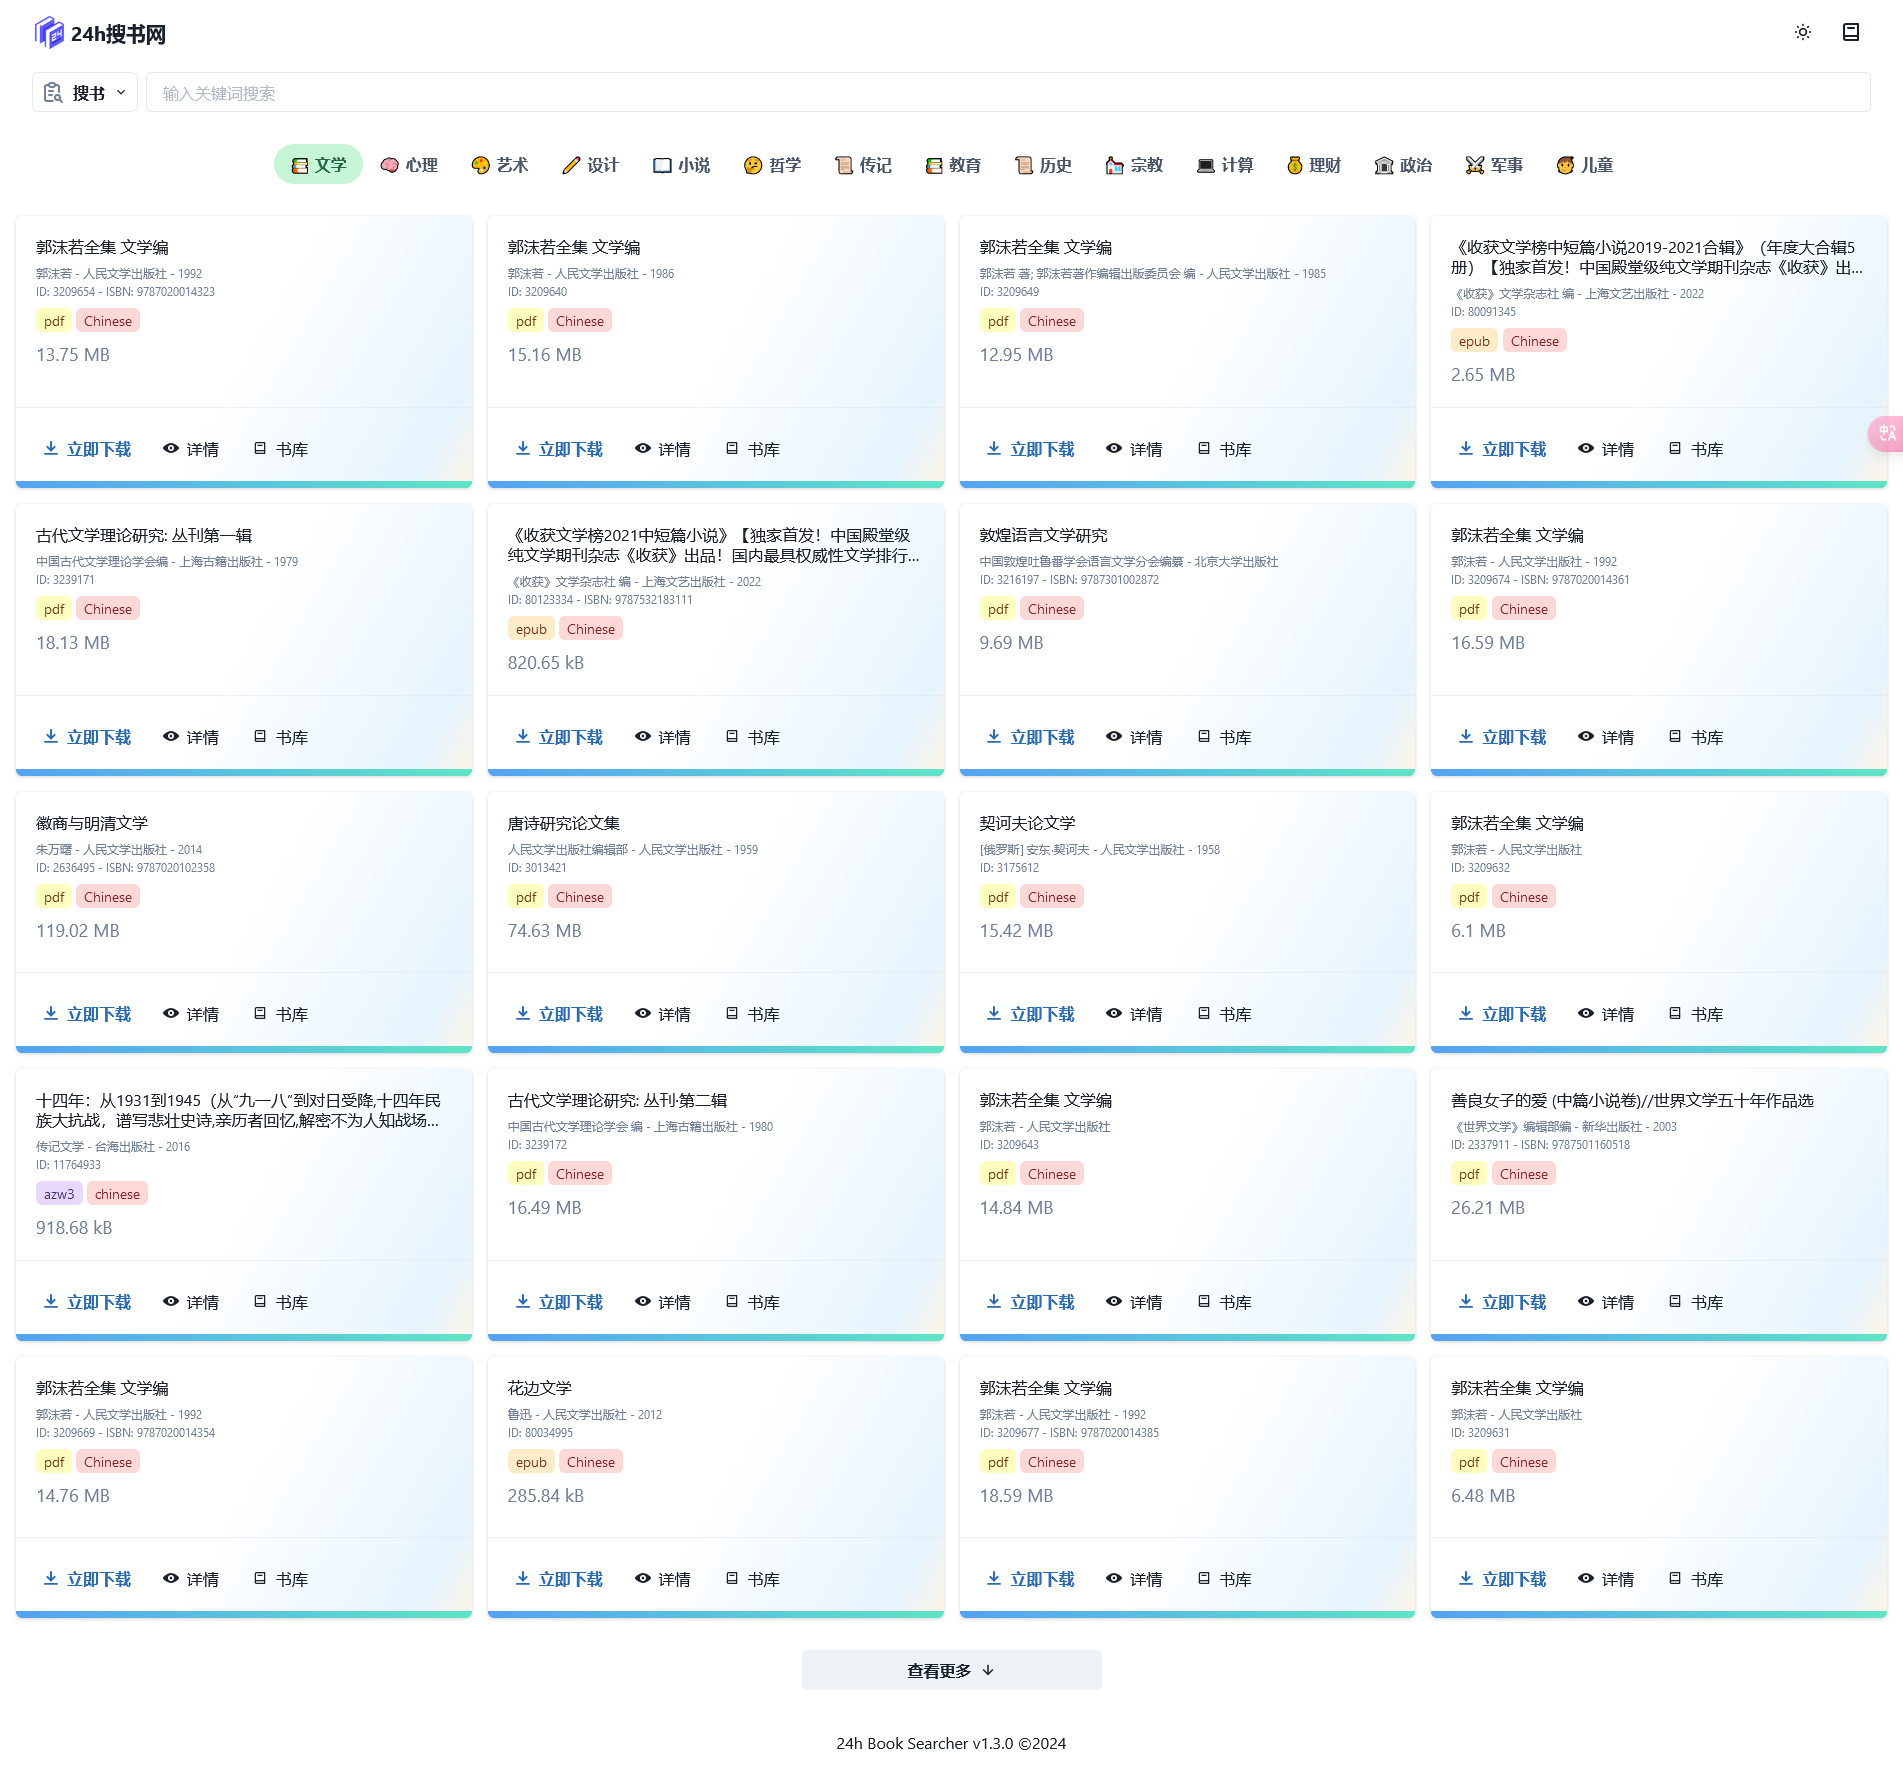 24h搜书网
搜书
输入关键词搜索
文学 心理 艺术 设计 小说 哲学 传记 教育 历史 宗教 计算 理财 政治 军事 儿童
郭沫若全集 文学编
郭沫若 - 人民文学出版社 - 1992
ID: 3209654 - ISBN: 9787020014323
pdf Chinese
13.75 MB
立即下载 详情 书库
郭沫若全集 文学编
郭沫若 - 人民文学出版社 - 1986
ID: 3209640
pdf Chinese
15.16 MB
立即下载 详情 书库
郭沫若全集 文学编
郭沫若 著; 郭沫若著作编辑出版委员会 编 - 人民文学出版社 - 1985
ID: 3209649
pdf Chinese
12.95 MB
立即下载 详情 书库
《收获文学榜中短篇小说2019-2021合辑》（年度大合辑5
册）【独家首发！中国殿堂级纯文学期刊杂志《收获》出...
《收获》文学杂志社 编 - 上海文艺出版社 - 2022
ID: 80091345
epub Chinese
2.65 MB
立即下载 详情 书库
古代文学理论研究: 丛刊第一辑
中国古代文学理论学会编 - 上海古籍出版社 - 1979
ID: 3239171
pdf Chinese
18.13 MB
立即下载 详情 书库
《收获文学榜2021中短篇小说》【独家首发！中国殿堂级
纯文学期刊杂志《收获》出品！国内最具权威性文学排行...
《收获》文学杂志社 编 - 上海文艺出版社 - 2022
ID: 80123334 - ISBN: 9787532183111
epub Chinese
820.65 kB
立即下载 详情 书库
敦煌语言文学研究
中国敦煌吐鲁番学会语言文学分会编纂 - 北京大学出版社
ID: 3216197 - ISBN: 9787301002872
pdf Chinese
9.69 MB
立即下载 详情 书库
郭沫若全集 文学编
郭沫若 - 人民文学出版社 - 1992
ID: 3209674 - ISBN: 9787020014361
pdf Chinese
16.59 MB
立即下载 详情 书库
徽商与明清文学
朱万曙 - 人民文学出版社 - 2014
ID: 2636495 - ISBN: 9787020102358
pdf Chinese
119.02 MB
立即下载 详情 书库
唐诗研究论文集
人民文学出版社编辑部 - 人民文学出版社 - 1959
ID: 3013421
pdf Chinese
74.63 MB
立即下载 详情 书库
契诃夫论文学
[俄罗斯] 安东·契诃夫 - 人民文学出版社 - 1958
ID: 3175612
pdf Chinese
15.42 MB
立即下载 详情 书库
郭沫若全集 文学编
郭沫若 - 人民文学出版社
ID: 3209632
pdf Chinese
6.1 MB
立即下载 详情 书库
十四年：从1931到1945（从“九一八”到对日受降,十四年民
族大抗战，谱写悲壮史诗,亲历者回忆,解密不为人知战场...
传记文学 - 台海出版社 - 2016
ID: 11764933
azw3 chinese
918.68 kB
立即下载 详情 书库
古代文学理论研究: 丛刊·第二辑
中国古代文学理论学会 编 - 上海古籍出版社 - 1980
ID: 3239172
pdf Chinese
16.49 MB
立即下载 详情 书库
郭沫若全集 文学编
郭沫若 - 人民文学出版社
ID: 3209643
pdf Chinese
14.84 MB
立即下载 详情 书库
善良女子的爱 (中篇小说卷)//世界文学五十年作品选
《世界文学》编辑部编 - 新华出版社 - 2003
ID: 2337911 - ISBN: 9787501160518
pdf Chinese
26.21 MB
立即下载 详情 书库
郭沫若全集 文学编
郭沫若 - 人民文学出版社 - 1992
ID: 3209669 - ISBN: 9787020014354
pdf Chinese
14.76 MB
立即下载 详情 书库
花边文学
鲁迅 - 人民文学出版社 - 2012
ID: 80034995
epub Chinese
285.84 kB
立即下载 详情 书库
郭沫若全集 文学编
郭沫若 - 人民文学出版社 - 1992
ID: 3209677 - ISBN: 9787020014385
pdf Chinese
18.59 MB
立即下载 详情 书库
郭沫若全集 文学编
郭沫若 - 人民文学出版社
ID: 3209631
pdf Chinese
6.48 MB
立即下载 详情 书库
查看更多
24h Book Searcher v1.3.0 ©2024